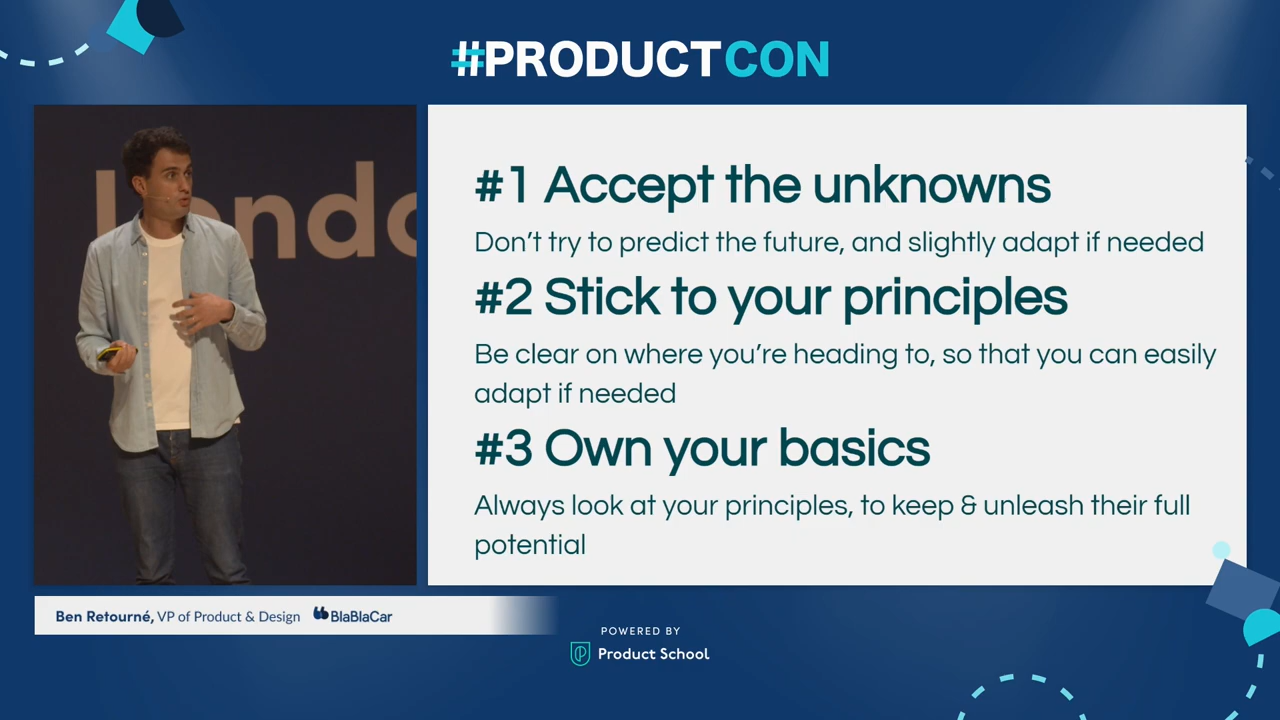 #PRODUCTCON
#1 Accept the unknowns
Don't try to predict the future, and slightly adapt if needed
#2 Stick to your principles
Be clear on where you're heading to, so that you can easily
adapt if needed
#3 Own your basics
Always look at your principles, to keep & unleash their full
potential
Londo
Ben Retourné, VP of Product & Design BlaBlaCar
POWERED BY
Product School